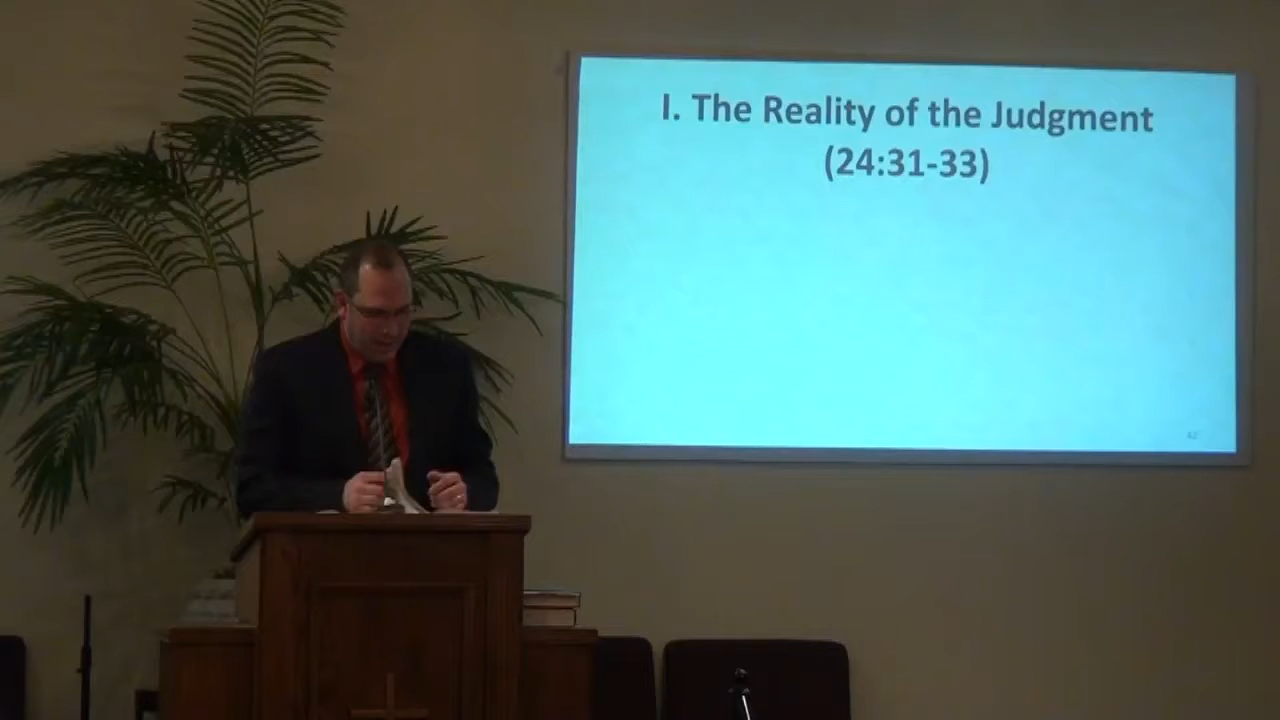 I. The Reality of the Judgment
(24:31-33)